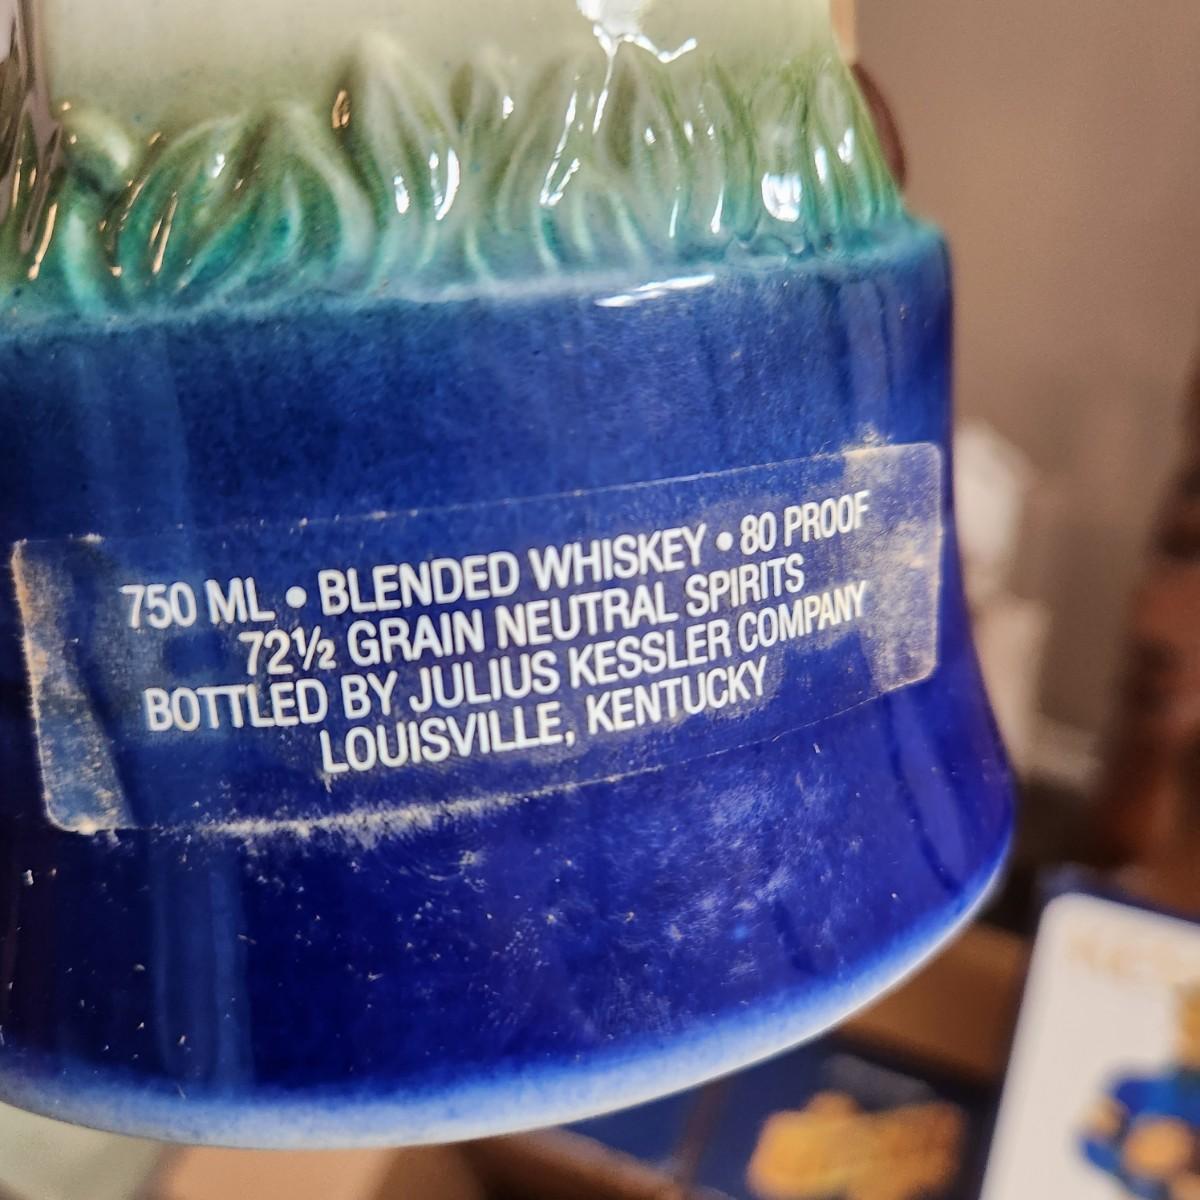 750 ML • BLENDED WHISKEY • 80 PROOF
72½ GRAIN NEUTRAL SPIRITS
BOTTLED BY JULIUS KESSLER COMPANY
LOUISVILLE, KENTUCKY